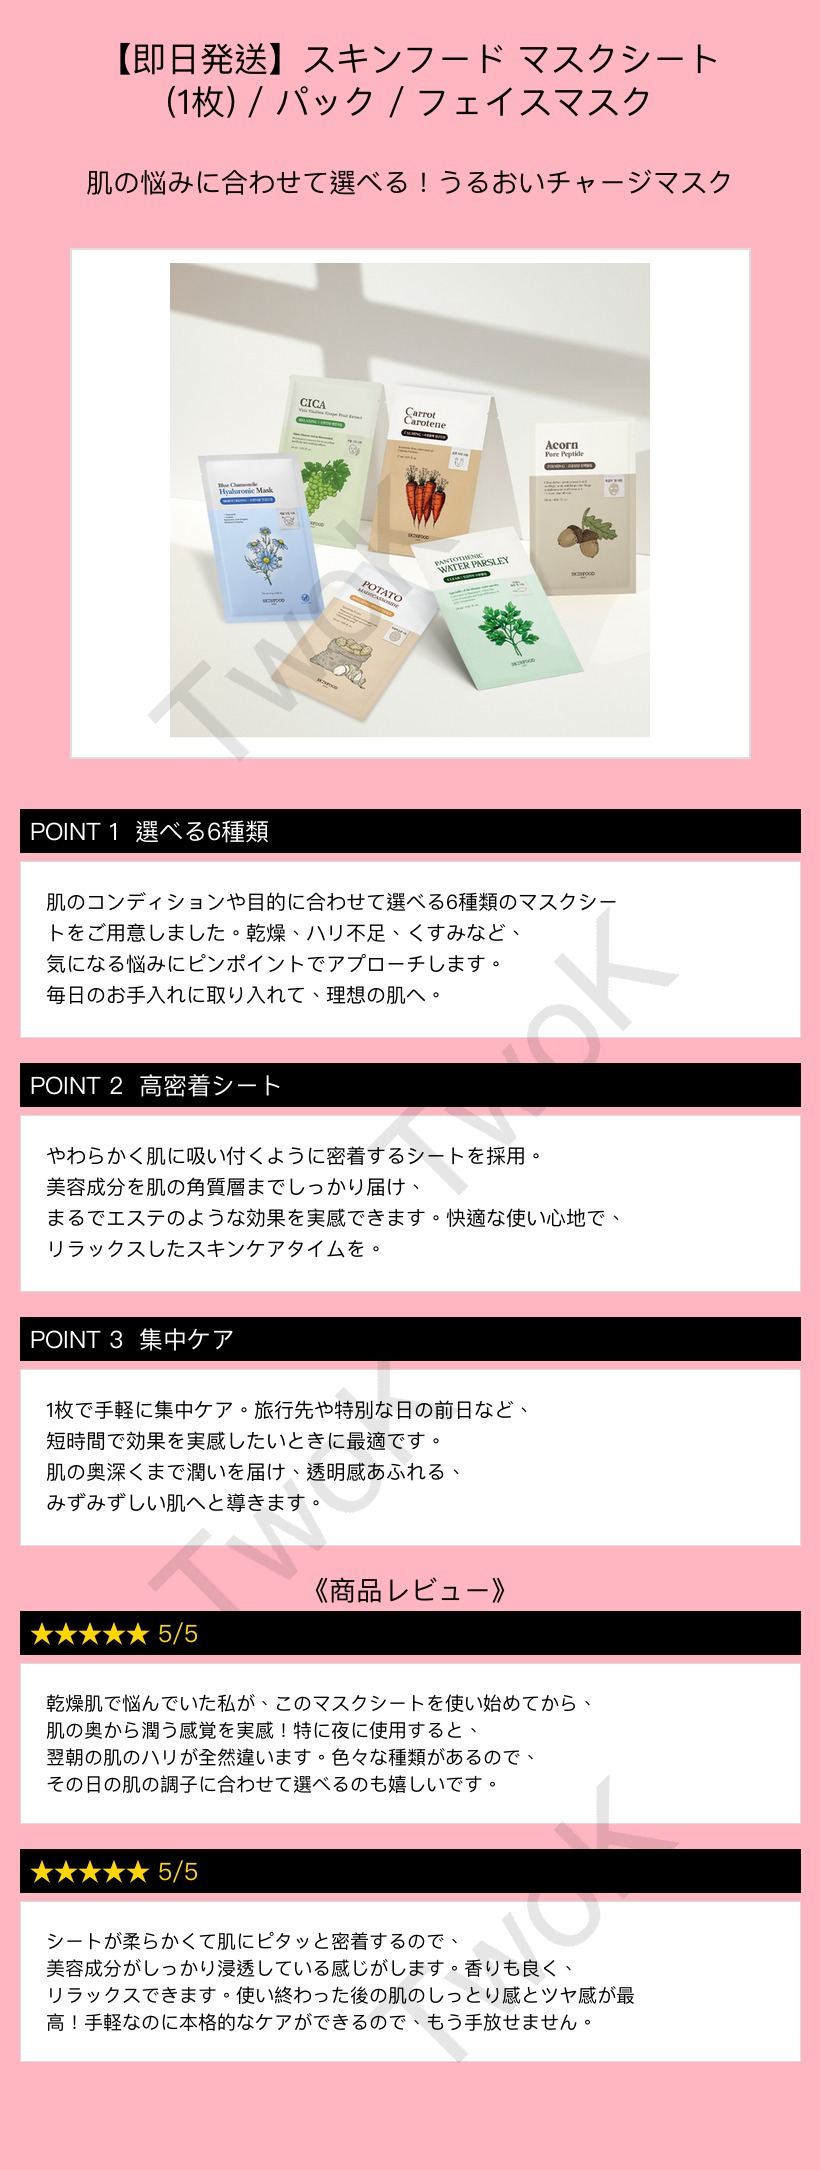 【即日発送】スキンフード マスクシート
(1枚) / パック / フェイスマスク
肌の悩みに合わせて選べる！うるおいチャージマスク
CICA
RELAXING
Carrot
Carotene
CALMING
Acorn
Pore Peptide
Blue Chamomile
Hyaluronic Mask
SKINFOOD
SKINFOOD
PANTOTHENIC
WATER PARSLEY
CLEAR
POTATO
MADECASSOSIDE
SKINFOOD
SKINFOOD
SKINFOOD
TwoK
POINT 1 選べる6種類
肌のコンディションや目的に合わせて選べる6種類のマスクシー
トをご用意しました。乾燥、ハリ不足、くすみなど、
気になる悩みにピンポイントでアプローチします。
毎日のお手入れに取り入れて、理想の肌へ。
TwoK
POINT 2 高密着シート
やわらかく肌に吸い付くように密着するシートを採用。
美容成分を肌の角質層までしっかり届け、
まるでエステのような効果を実感できます。快適な使い心地で、
リラックスしたスキンケアタイムを。
POINT 3 集中ケア
1枚で手軽に集中ケア。旅行先や特別な日の前日など、
短時間で効果を実感したいときに最適です。
肌の奥深くまで潤いを届け、透明感あふれる、
みずみずしい肌へと導きます。
TwoK
《商品レビュー》
★★★★★ 5/5
乾燥肌で悩んでいた私が、このマスクシートを使い始めてから、
肌の奥から潤う感覚を実感！特に夜に使用すると、
翌朝の肌のハリが全然違います。色々な種類があるので、
その日の肌の調子に合わせて選べるのも嬉しいです。
★★★★★ 5/5
シートが柔らかくて肌にピタッと密着するので、
美容成分がしっかり浸透している感じがします。香りも良く、
リラックスできます。使い終わった後の肌のしっとり感とツヤ感が最
高！手軽なのに本格的なケアができるので、もう手放せません。
TwoK